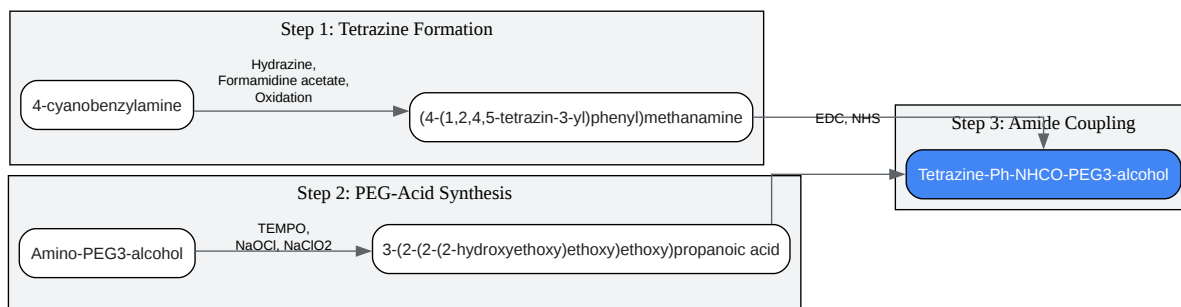 Step 1: Tetrazine Formation
Hydrazine,
Formamidine acetate,
Oxidation
4-cyanobenzylamine
(4-(1,2,4,5-tetrazin-3-yl)phenyl)methanamine
EDC, NHS
Step 3: Amide Coupling
Tetrazine-Ph-NHCO-PEG3-alcohol
Step 2: PEG-Acid Synthesis
TEMPO,
NaOCl, NaClO2
Amino-PEG3-alcohol
3-(2-(2-(2-hydroxyethoxy)ethoxy)ethoxy)propanoic acid